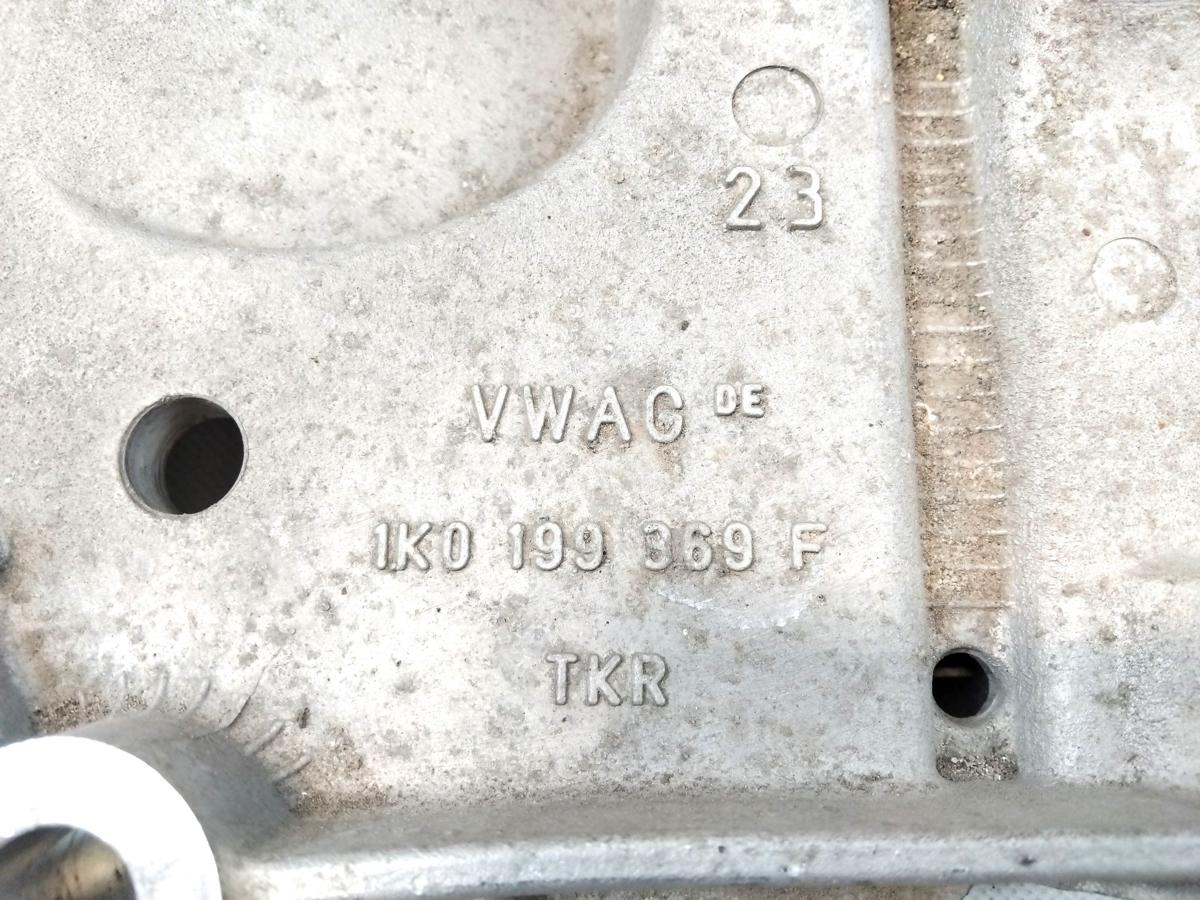 23
VWAG DE
1K0 199 369 F
TKR